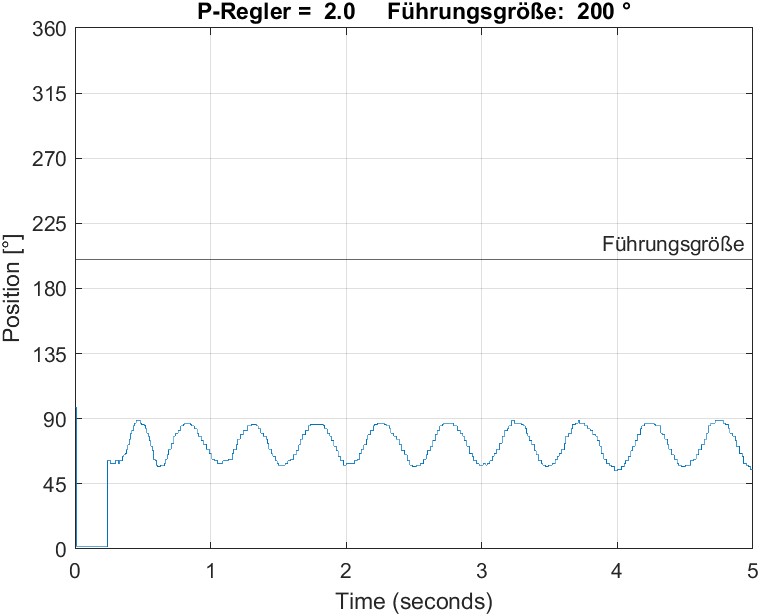 P-Regler = 2.0 Führungsgröße: 200 °
360
315
270
225
180
135
90
45
0
Position [°]
Führungsgröße
0 1 2 3 4 5
Time (seconds)